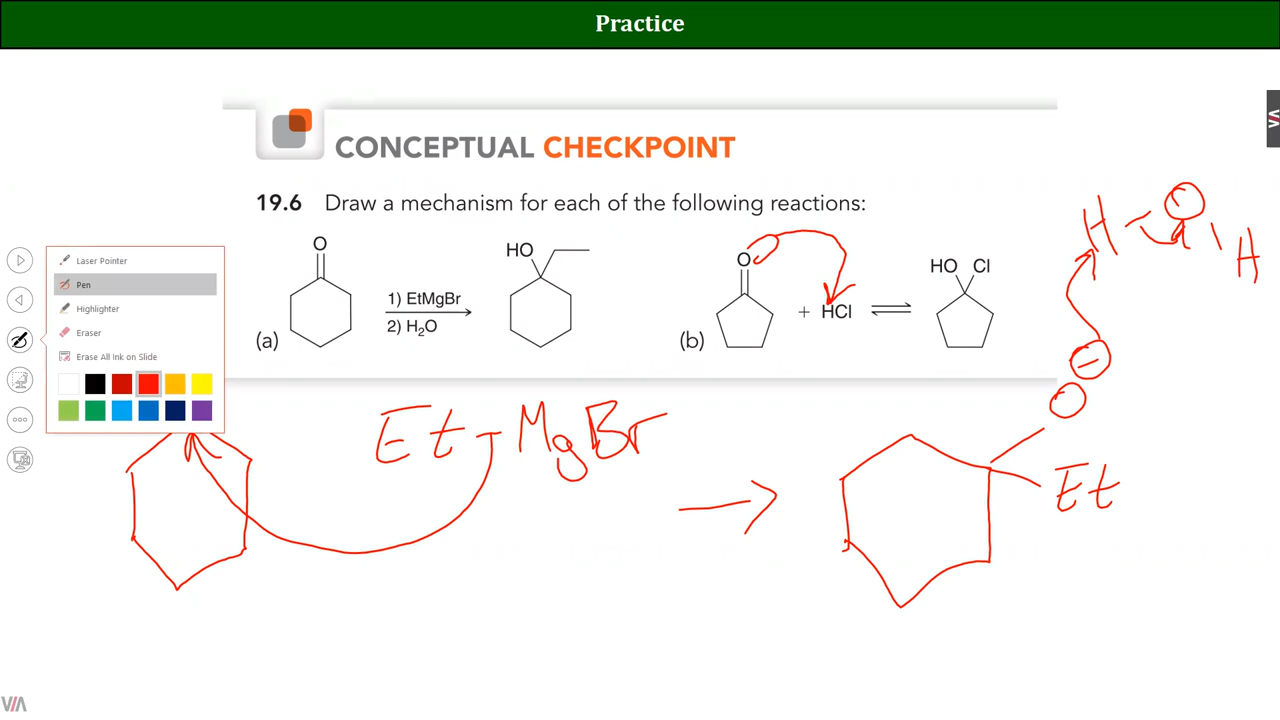 Practice
CONCEPTUAL CHECKPOINT
19.6 Draw a mechanism for each of the following reactions:
(a)
O
1) EtMgBr
2) H₂O
HO
(b)
O
+ HCl
HO Cl
Laser Pointer
Pen
Highlighter
Eraser
Erase All Ink on Slide
Et MgBr
O
Et
H
H
VIA